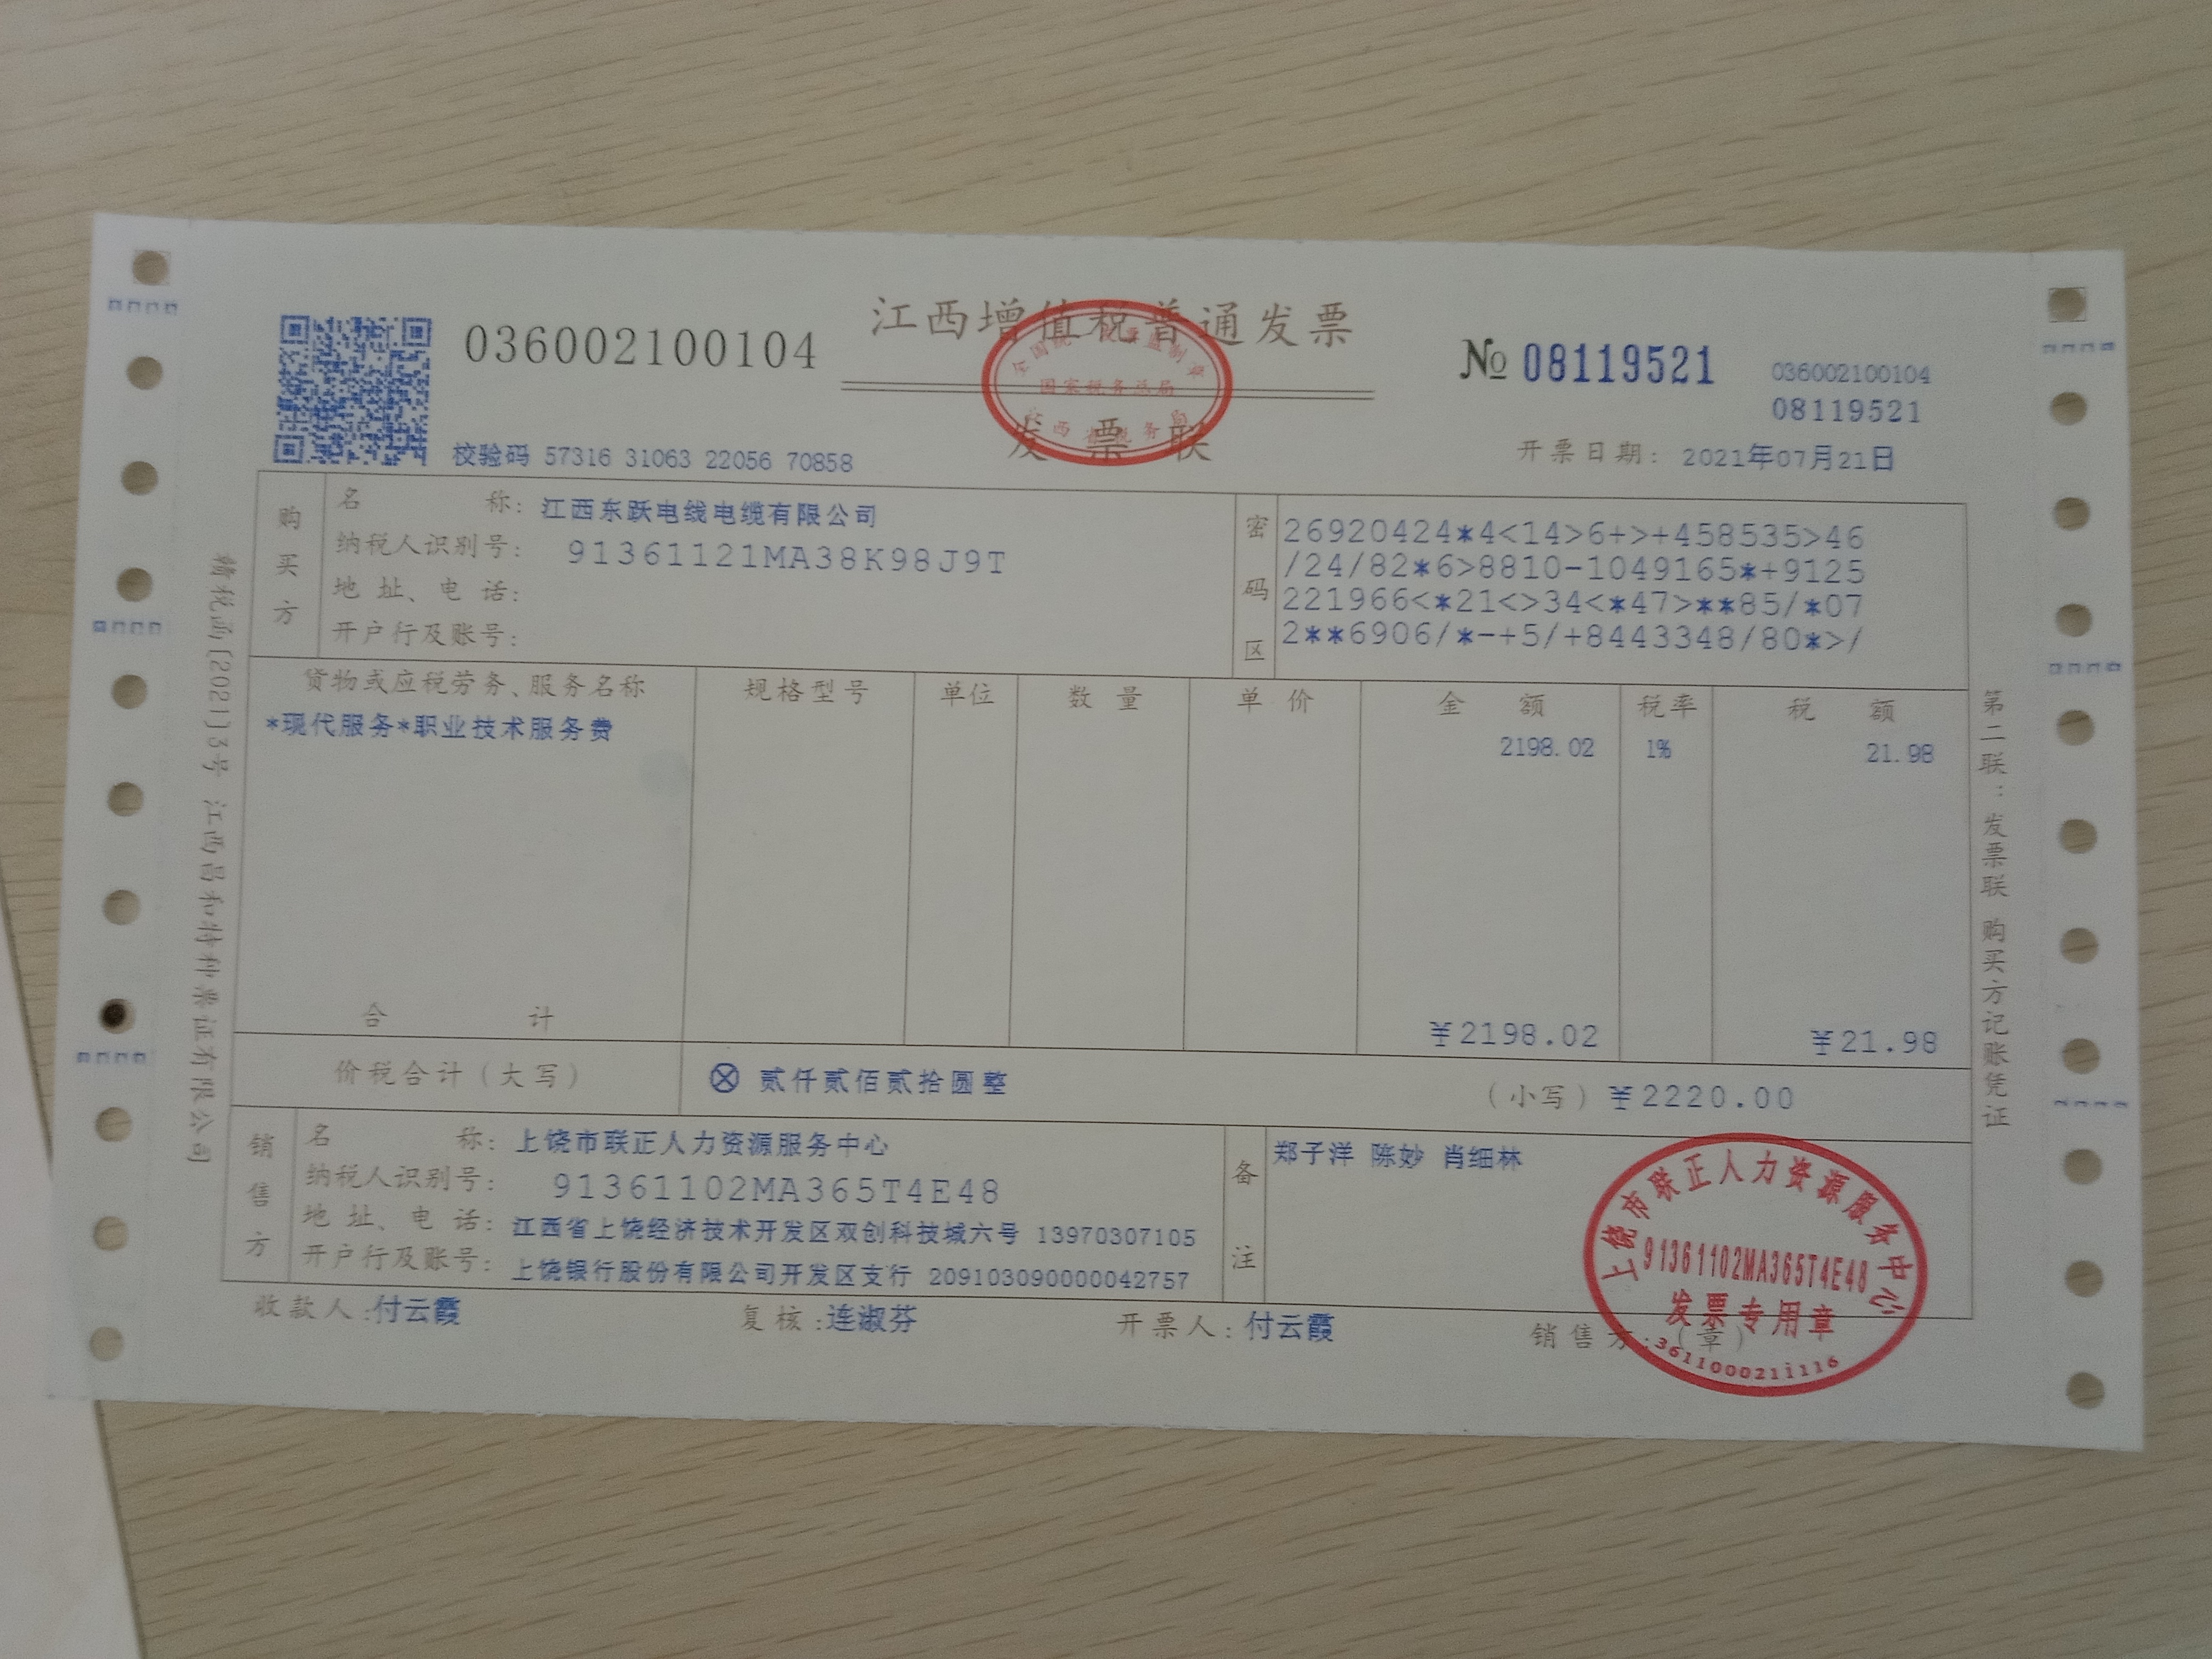 036002100104
江西增值税普通发票
发票联
国家税务总局
№ 08119521
036002100104
08119521
校验码 57316 31063 22056 70858
开票日期: 2021年07月21日
购买方
名称: 江西东跃电线电缆有限公司
纳税人识别号: 91361121MA38K98J9T
地址、电话:
开户行及账号:
密码区
26920424*4<14>6+>+458535>46
/24/82*6>8810-1049165*+9125
221966<*21<>34<*47>**85/*07
2**6906/*-+5/+8443348/80*>/
货物或应税劳务、服务名称 规格型号 单位 数量 单价 金额 税率 税额
*现代服务*职业技术服务费 2198.02 1% 21.98
合计 ¥2198.02 ¥21.98
价税合计(大写) ⊗ 贰仟贰佰贰拾圆整 (小写) ¥2220.00
销售方
名称: 上饶市联正人力资源服务中心
纳税人识别号: 91361102MA365T4E48
地址、电话: 江西省上饶经济技术开发区双创科技城六号 13970307105
开户行及账号: 上饶银行股份有限公司开发区支行 209103090000042757
备注
郑子洋 陈妙 肖细林
收款人:付云霞 复核:连淑芬 开票人: 付云霞 销售方:(章)
上饶市联正人力资源服务中心
91361102MA365T4E48
发票专用章
第二联:发票联 购买方记账凭证
税函[2021]3号 江西昌和特种票证有限公司